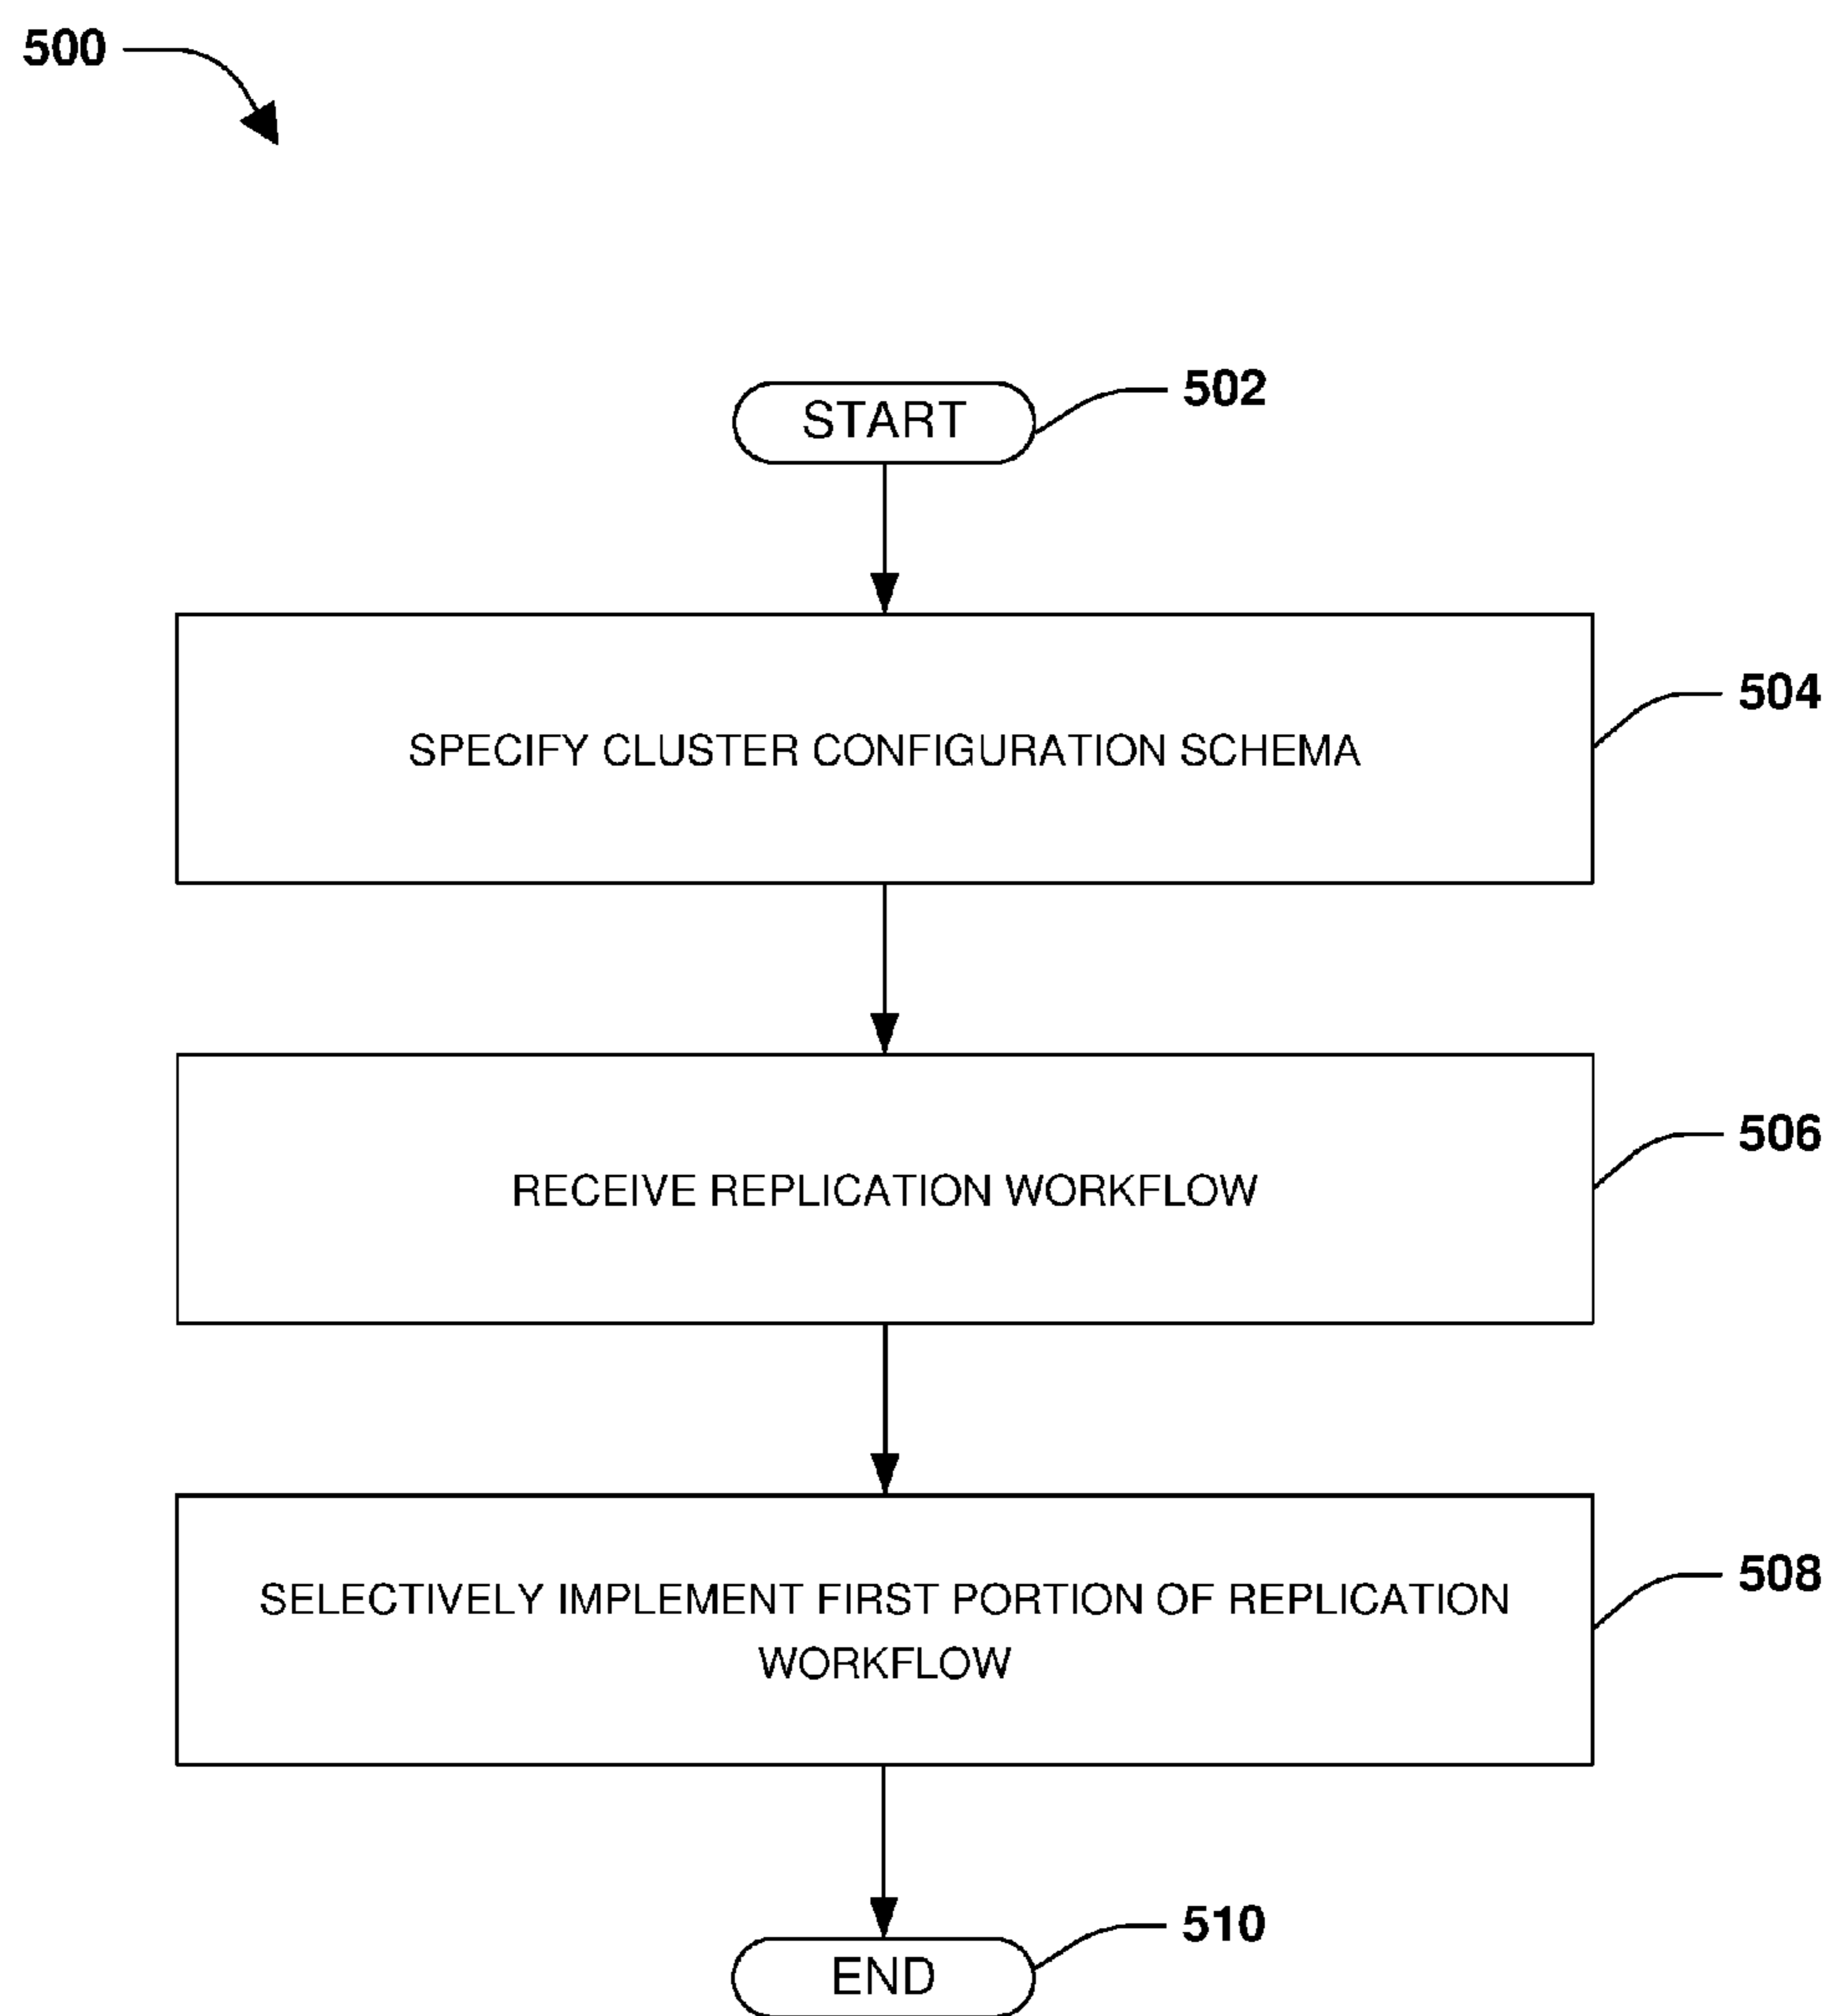 500
START
502
SPECIFY CLUSTER CONFIGURATION SCHEMA
504
RECEIVE REPLICATION WORKFLOW
506
SELECTIVELY IMPLEMENT FIRST PORTION OF REPLICATION
WORKFLOW
508
END
510